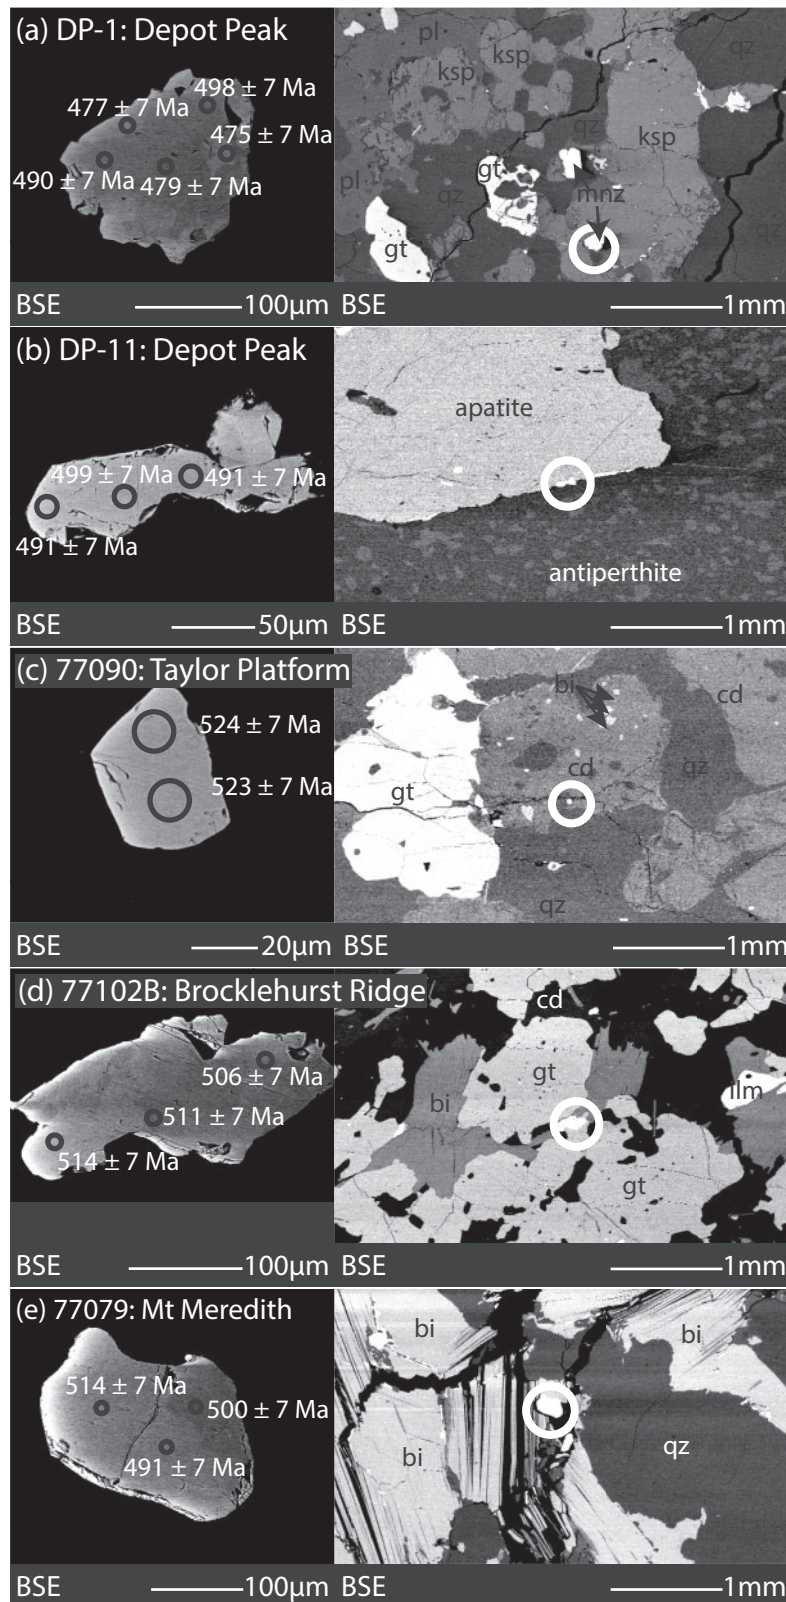 (a) DP-1: Depot Peak
498 ± 7 Ma
477 ± 7 Ma
475 ± 7 Ma
490 ± 7 Ma
479 ± 7 Ma
pl
ksp
ksp
qz
qz
ksp
gt
pl
qz
mnz
gt
qz
BSE
100μm
BSE
1mm
(b) DP-11: Depot Peak
499 ± 7 Ma
491 ± 7 Ma
491 ± 7 Ma
apatite
antiperthite
BSE
50μm
BSE
1mm
(c) 77090: Taylor Platform
524 ± 7 Ma
523 ± 7 Ma
bi
cd
cd
qz
gt
qz
BSE
20μm
BSE
1mm
(d) 77102B: Brocklehurst Ridge
506 ± 7 Ma
511 ± 7 Ma
514 ± 7 Ma
cd
gt
bi
ilm
gt
BSE
100μm
BSE
1mm
(e) 77079: Mt Meredith
514 ± 7 Ma
500 ± 7 Ma
491 ± 7 Ma
bi
bi
bi
qz
BSE
100μm
BSE
1mm